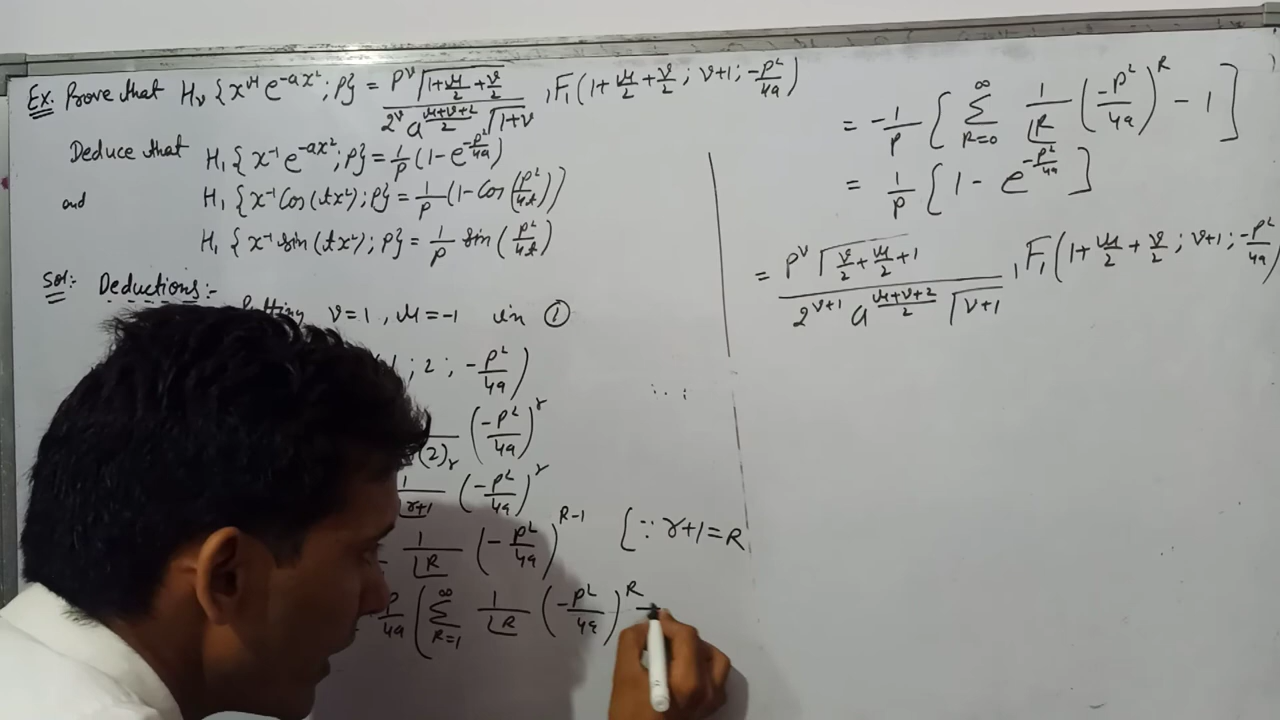 Ex. Prove that Hν { x^μ e^{-ax²} ; P} = P^ν Γ(1+μ/2+ν/2) / 2^ν a^{(μ+ν+2)/2} Γ(1+ν) ₁F₁(1+μ/2+ν/2 ; ν+1 ; -P²/4a)
Deduce that H₁ { x⁻¹ e^{-ax²} ; P} = 1/P (1 - e^{-P²/4a})
and H₁ { x⁻¹ Cos(tx²) ; P} = 1/P (1 - Cos (P²/4t))
H₁ { x⁻¹ sin(tx²) ; P} = 1/P sin (P²/4t)
Sol:- Deductions:-
ν=1 , μ=-1 in ①
; 2 ; -P²/4a)
(2)_r (-P²/4a)^r
1/∟r+1 (-P²/4a)^r
1/∟R (-P²/4a)^{R-1} [∵ r+1=R
P/4a ( ∑_{R=1}^∞ 1/∟R (-P²/4a)^R
∵
= -1/P { ∑_{R=0}^∞ 1/∟R (-P²/4a)^R - 1 ]
= 1/P { 1 - e^{-P²/4a} ]
= P^ν Γ(ν/2+μ/2+1) / 2^{ν+1} a^{(μ+ν+2)/2} Γ(ν+1) ₁F₁(1+μ/2+ν/2 ; ν+1 ; -P²/4a)